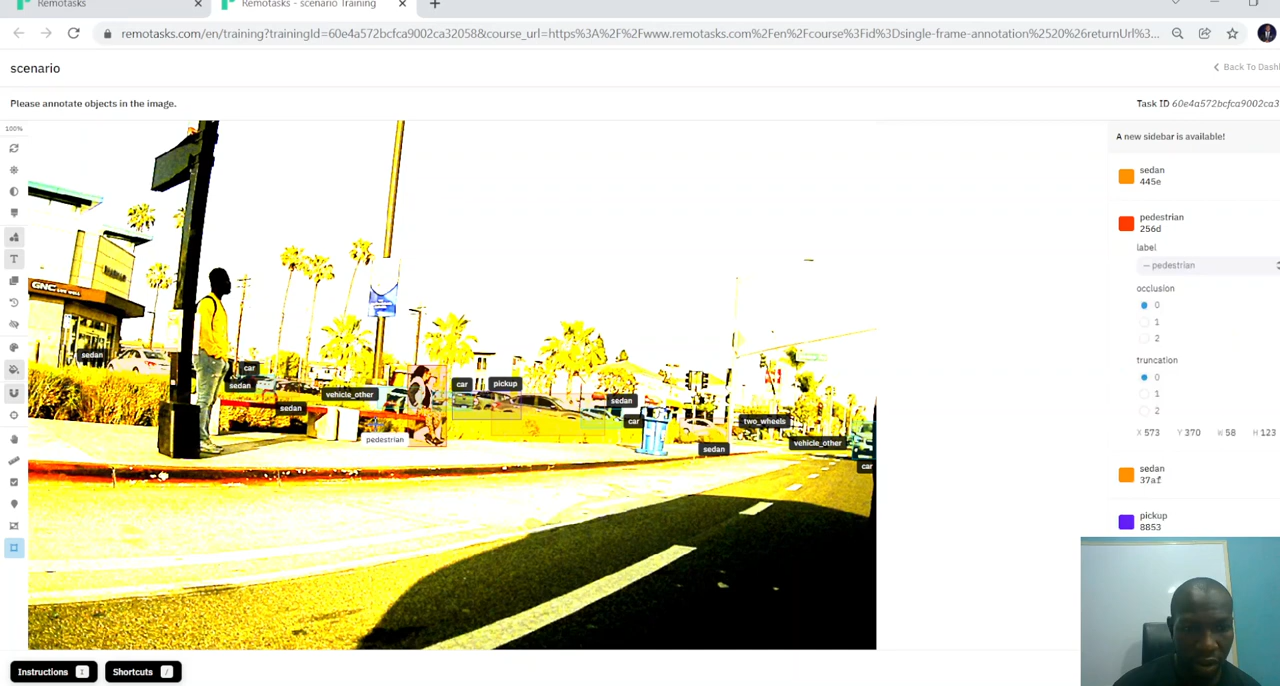 Remotasks
Remotasks - scenario Training
remotasks.com/en/training?trainingId=60e4a572bcfca9002ca32058&course_url=https%3A%2F%2Fwww.remotasks.com%2Fen%2Fcourse%3Fid%3Dsingle-frame-annotation%2520%26returnUrl%3...
scenario
Back To Dash
Please annotate objects in the image.
Task ID 60e4a572bcfca9002ca3
100%
A new sidebar is available!
sedan
445e
pedestrian
256d
label
— pedestrian
occlusion
0
1
2
truncation
0
1
2
X 573 Y 370 W 58 H 123
sedan
37af
pickup
8853
GNC
sedan
car
sedan
sedan
vehicle_other
pedestrian
car
pickup
sedan
car
sedan
two_wheels
vehicle_other
car
Instructions I
Shortcuts /